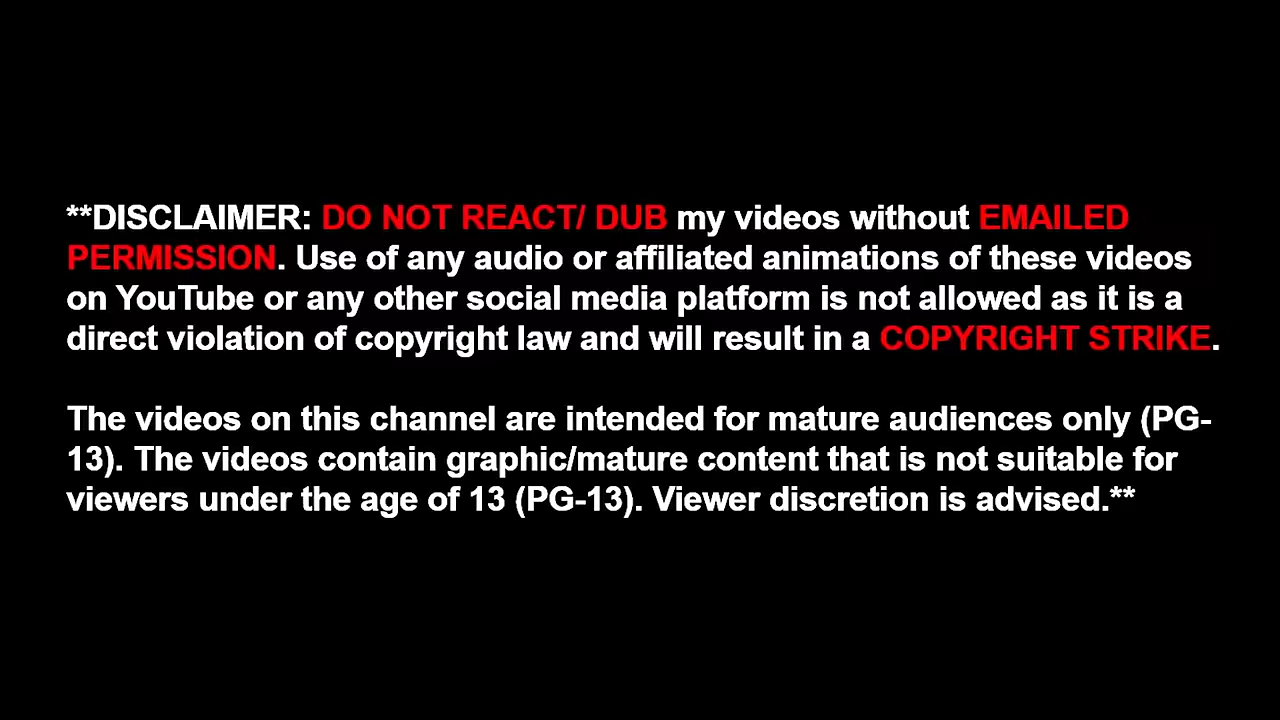 **DISCLAIMER: DO NOT REACT/ DUB my videos without EMAILED
PERMISSION. Use of any audio or affiliated animations of these videos
on YouTube or any other social media platform is not allowed as it is a
direct violation of copyright law and will result in a COPYRIGHT STRIKE.
The videos on this channel are intended for mature audiences only (PG-
13). The videos contain graphic/mature content that is not suitable for
viewers under the age of 13 (PG-13). Viewer discretion is advised.**